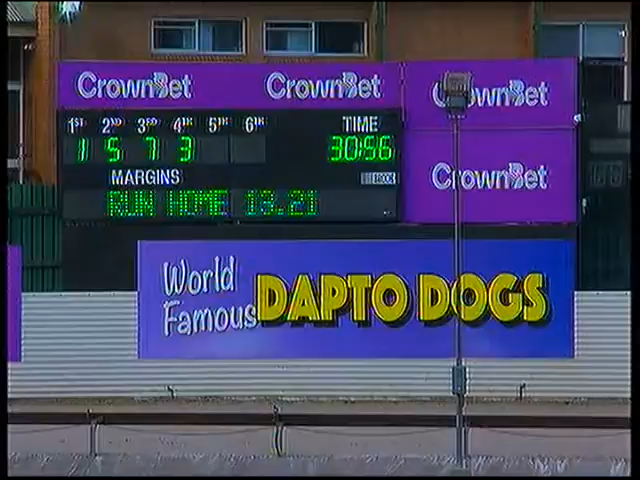 CrownBet CrownBet CrownBet
1ST 2ND 3RD 4TH 5TH 6TH TIME
1 5 7 3 30:56
MARGINS
RUN HOME 13.21
CrownBet
World Famous DAPTO DOGS